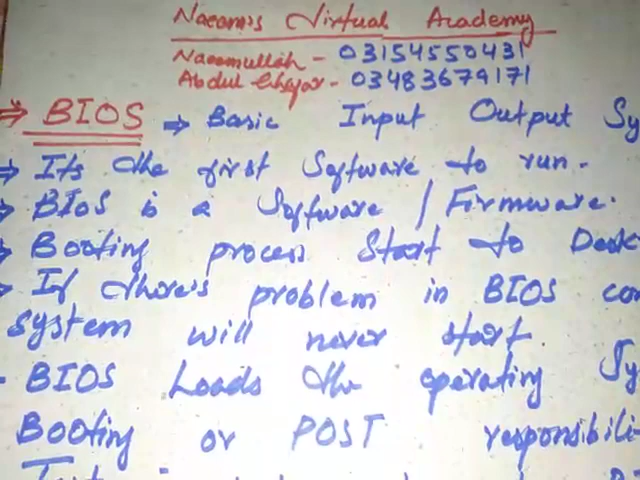 Naeem's Virtual Academy
Naeemullah - 03154550431
Abdul Ghafar - 03483679171
⇒ BIOS ⇒ Basic Input Output Sy
⇒ Its the first Software to run.
⇒ BIOS is a Software / Firmware.
⇒ Booting process Start to Desk
⇒ If there's problem in BIOS com
system will never start.
- BIOS Loads the operating Sy
Booting or POST responsibili